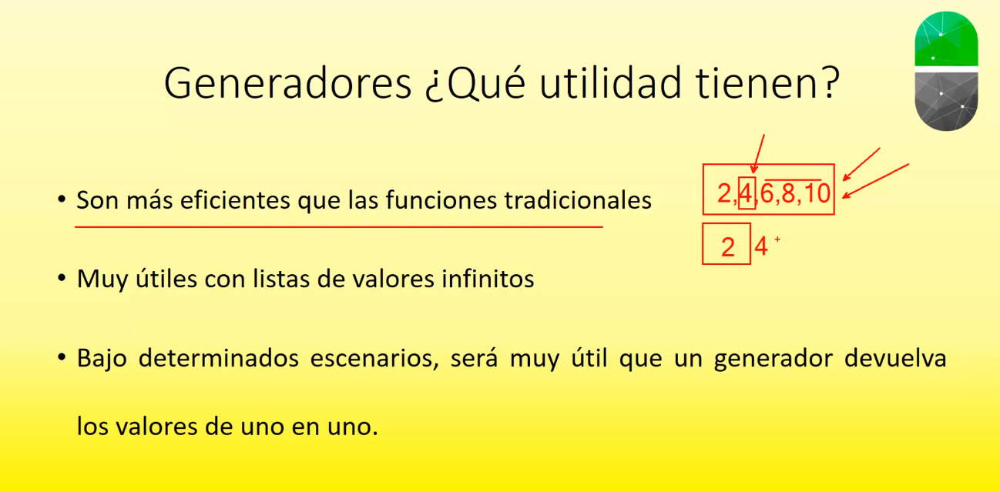 Generadores ¿Qué utilidad tienen?
• Son más eficientes que las funciones tradicionales
2,4,6,8,10
2 4
• Muy útiles con listas de valores infinitos
• Bajo determinados escenarios, será muy útil que un generador devuelva
los valores de uno en uno.